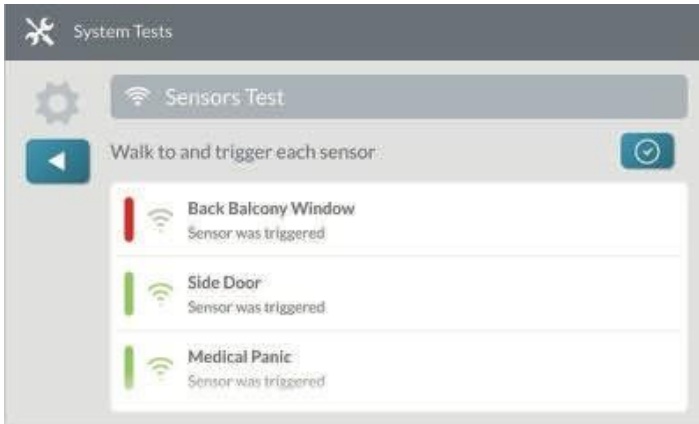 System Tests
Sensors Test
Walk to and trigger each sensor
Back Balcony Window
Sensor was triggered
Side Door
Sensor was triggered
Medical Panic
Sensor was triggered